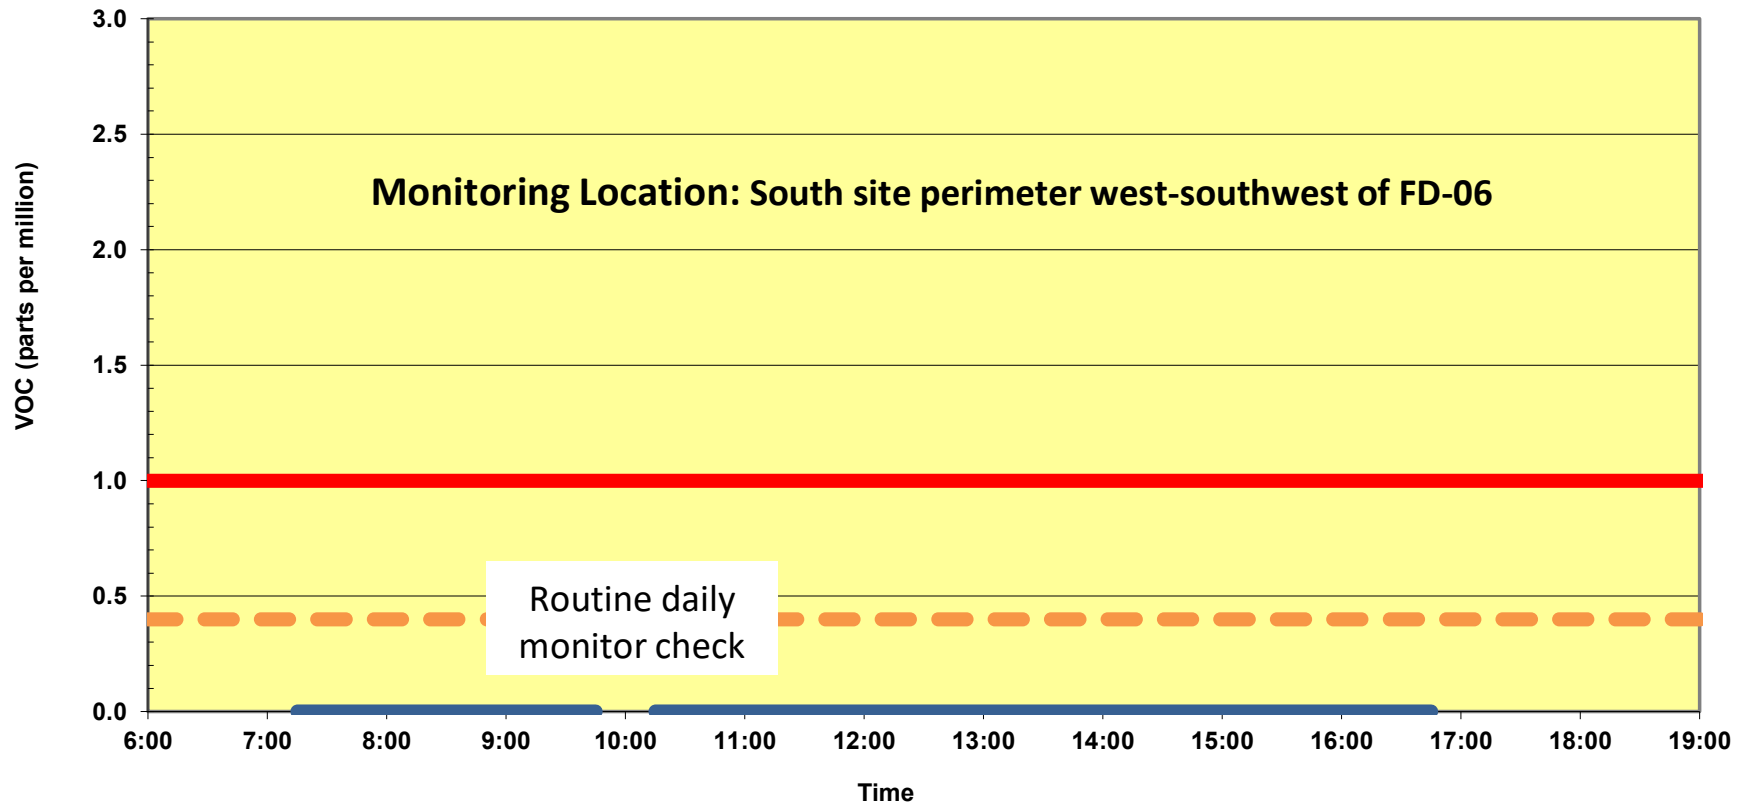 3.0
2.5
2.0
1.5
1.0
0.5
0.0
VOC (parts per million)
Monitoring Location: South site perimeter west-southwest of FD-06
Routine daily
monitor check
6:00 7:00 8:00 9:00 10:00 11:00 12:00 13:00 14:00 15:00 16:00 17:00 18:00 19:00
Time